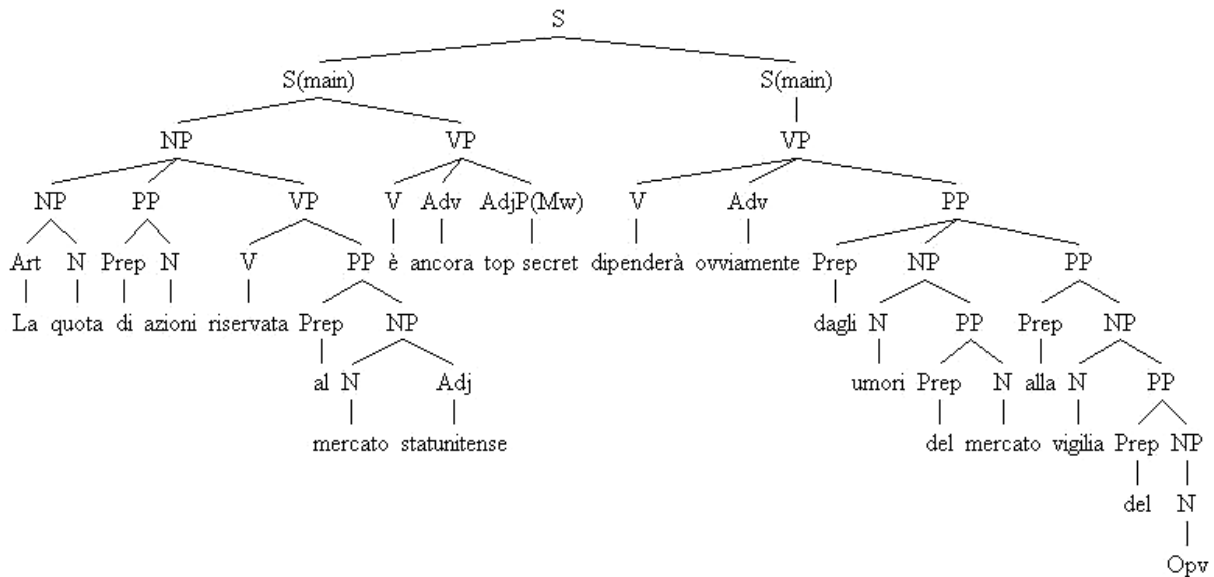 S
S(main) S(main)
NP VP VP
NP PP VP V Adv AdjP(Mw) V Adv PP
Art N Prep N V PP è ancora top secret dipenderà ovviamente Prep NP PP
La quota di azioni riservata Prep NP dagli N PP Prep NP
al N Adj umori Prep N alla N PP
mercato statunitense del mercato vigilia Prep NP
del N
Opv